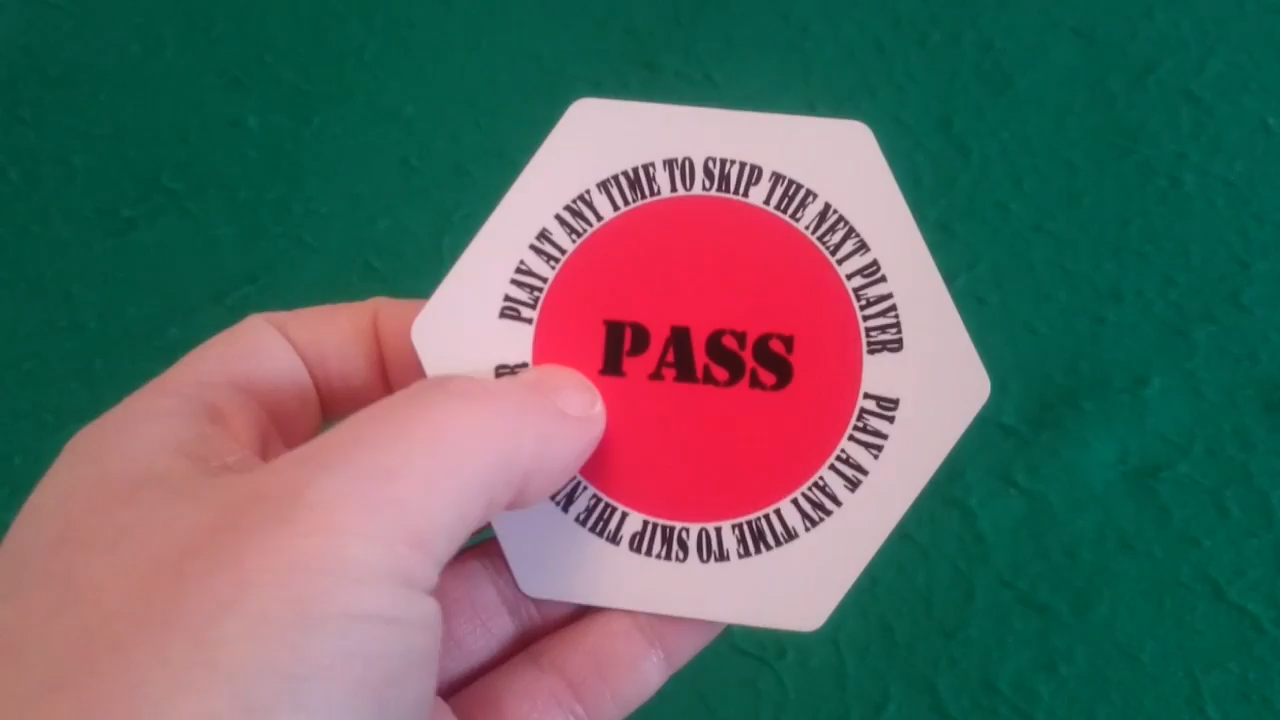 PLAY AT ANY TIME TO SKIP THE NEXT PLAYER
PASS
PLAY AT ANY TIME TO SKIP THE